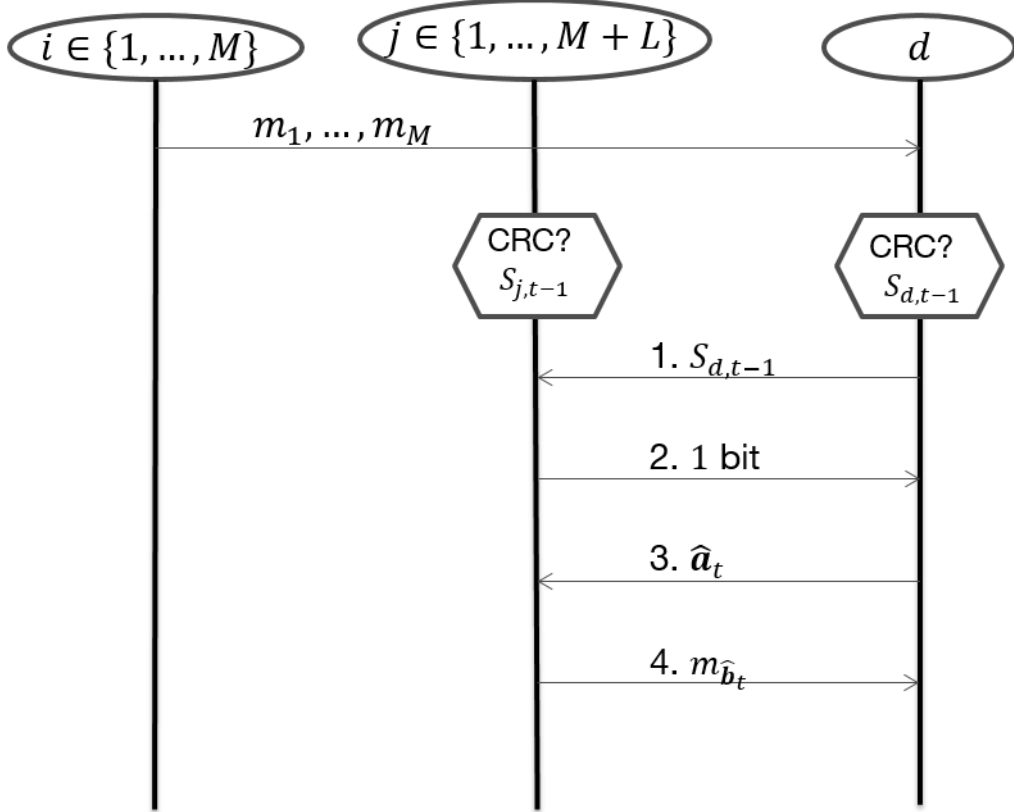 i ∈ {1, …, M}
j ∈ {1, …, M + L}
d
m₁, … , m_M
CRC?
S_{j,t−1}
CRC?
S_{d,t−1}
1. S_{d,t−1}
2. 1 bit
3. 𝒂̂_t
4. m_{𝒃̂_t}